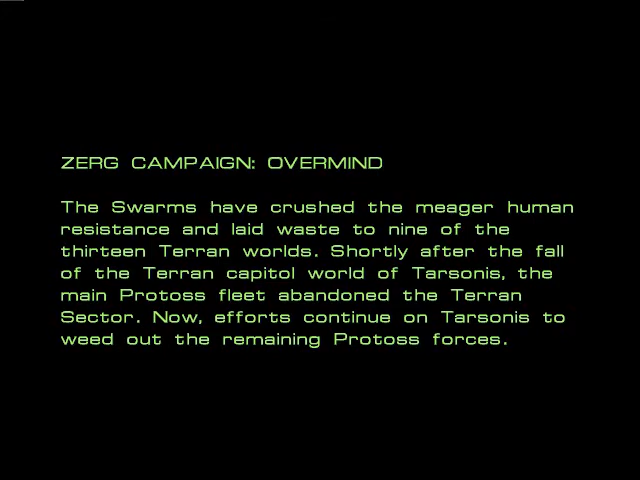 ZERG CAMPAIGN: OVERMIND
The Swarms have crushed the meager human
resistance and laid waste to nine of the
thirteen Terran worlds. Shortly after the fall
of the Terran capitol world of Tarsonis, the
main Protoss fleet abandoned the Terran
Sector. Now, efforts continue on Tarsonis to
weed out the remaining Protoss forces.